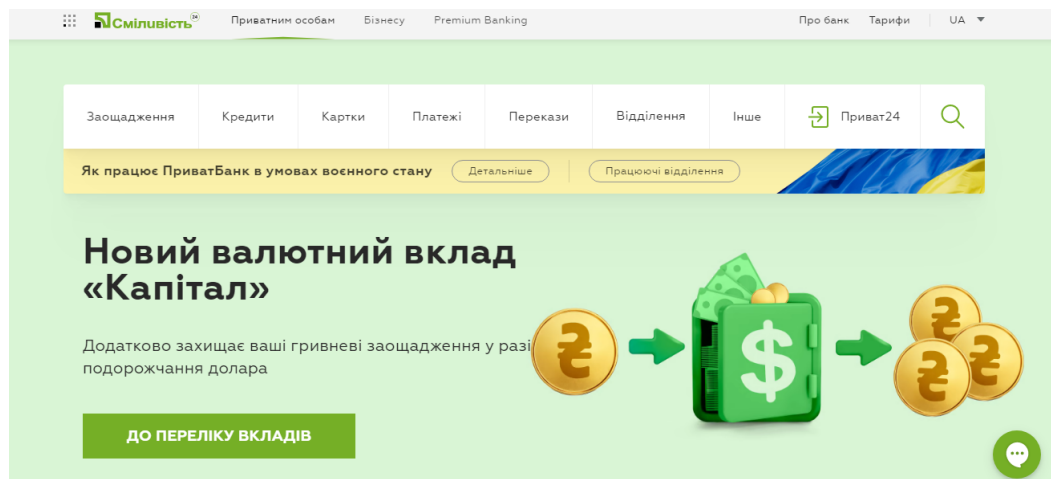 Сміливість24
Приватним особам Бізнесу Premium Banking Про банк Тарифи UA
Заощадження Кредити Картки Платежі Перекази Відділення Інше Приват24
Як працює ПриватБанк в умовах воєнного стану Детальніше Працюючі відділення
Новий валютний вклад
«Капітал»
Додатково захищає ваші гривневі заощадження у разі
подорожчання долара
ДО ПЕРЕЛІКУ ВКЛАДІВ
₴ $ ₴ ₴ ₴